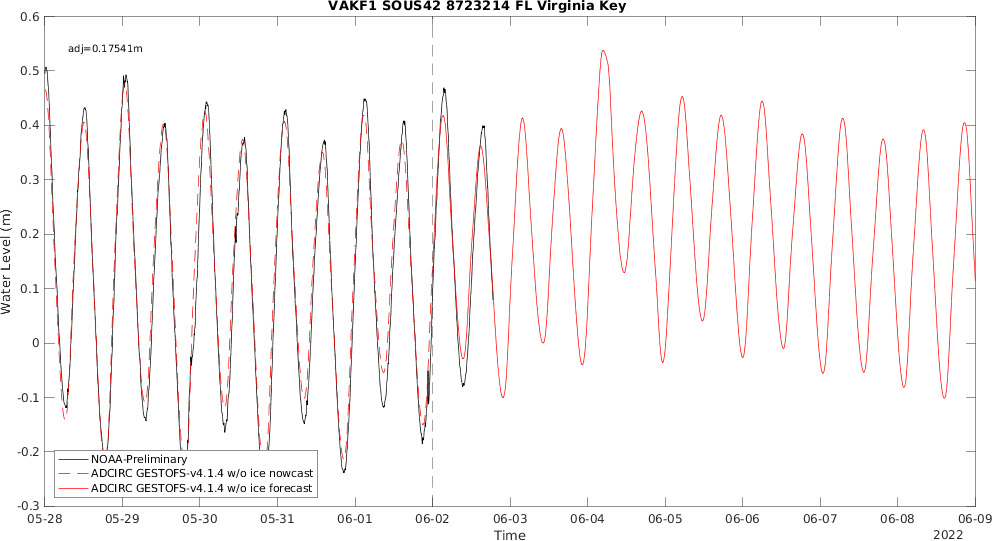 VAKF1 SOUS42 8723214 FL Virginia Key
adj=0.17541m
0.6
0.5
0.4
0.3
0.2
0.1
0
-0.1
-0.2
-0.3
Water Level (m)
NOAA-Preliminary
ADCIRC GESTOFS-v4.1.4 w/o ice nowcast
ADCIRC GESTOFS-v4.1.4 w/o ice forecast
05-28 05-29 05-30 05-31 06-01 06-02 06-03 06-04 06-05 06-06 06-07 06-08 06-09
Time
2022